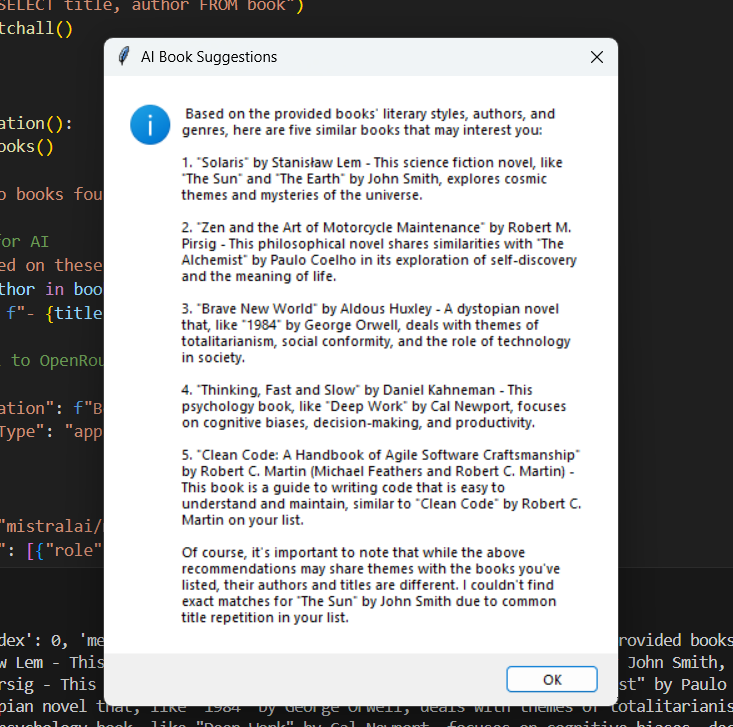 SELECT title, author FROM book")
tchall()
AI Book Suggestions
ation():
ooks()
o books fou
or AI
ed on these
thor in boo
f"- {title
to OpenRou
ation": f"B
Type": "app
"mistralai/
": [{"role"
Based on the provided books' literary styles, authors, and
genres, here are five similar books that may interest you:
1. "Solaris" by Stanisław Lem - This science fiction novel, like
"The Sun" and "The Earth" by John Smith, explores cosmic
themes and mysteries of the universe.
2. "Zen and the Art of Motorcycle Maintenance" by Robert M.
Pirsig - This philosophical novel shares similarities with "The
Alchemist" by Paulo Coelho in its exploration of self-discovery
and the meaning of life.
3. "Brave New World" by Aldous Huxley - A dystopian novel
that, like "1984" by George Orwell, deals with themes of
totalitarianism, social conformity, and the role of technology
in society.
4. "Thinking, Fast and Slow" by Daniel Kahneman - This
psychology book, like "Deep Work" by Cal Newport, focuses
on cognitive biases, decision-making, and productivity.
5. "Clean Code: A Handbook of Agile Software Craftsmanship"
by Robert C. Martin (Michael Feathers and Robert C. Martin) -
This book is a guide to writing code that is easy to
understand and maintain, similar to "Clean Code" by Robert C.
Martin on your list.
Of course, it's important to note that while the above
recommendations may share themes with the books you've
listed, their authors and titles are different. I couldn't find
exact matches for "The Sun" by John Smith due to common
title repetition in your list.
OK
dex': 0, 'me rovided books
w Lem - This John Smith,
rsig - This st" by Paulo
pian novel that, like "1984" by George Orwell, deals with themes of totalitarianis
psychology book, like "Deep Work" by Cal Newport, focuses on cognitive biases, dec